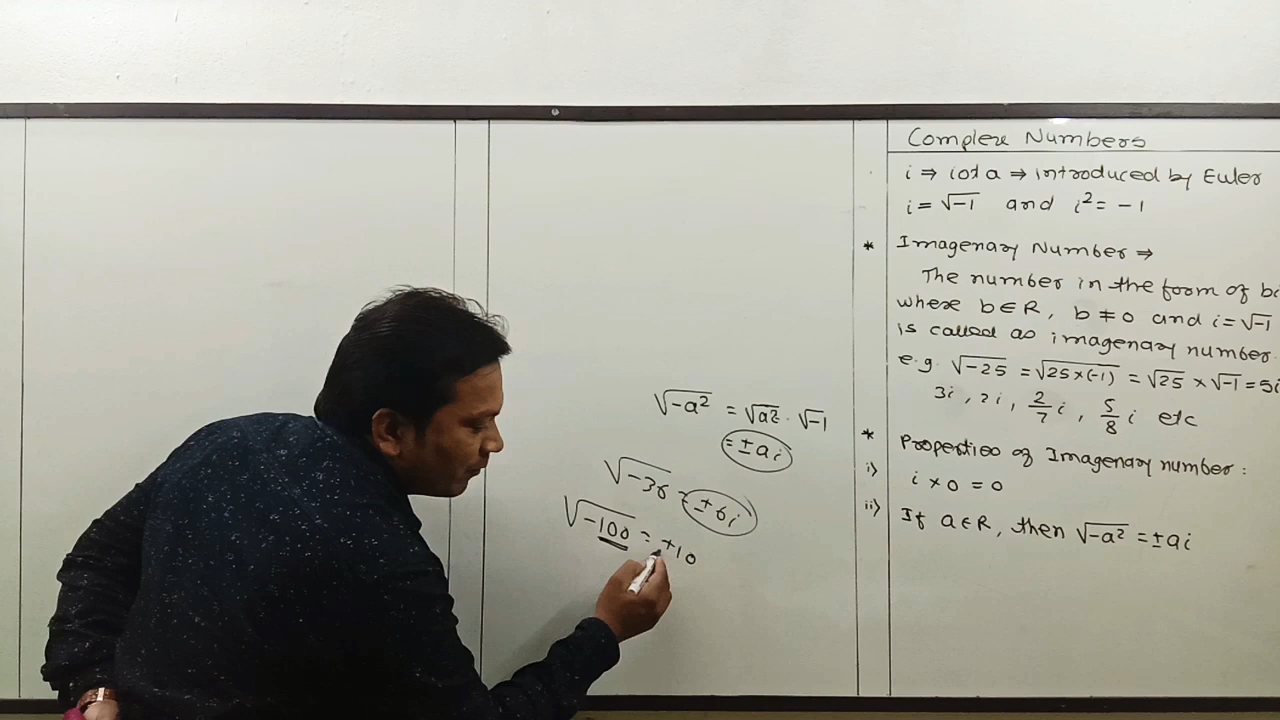 √-a² = √a² · √-1
= ±ai
√-36 = ±6i
√-100 = +10
Complex Numbers
i ⇒ iota ⇒ introduced by Euler
i = √-1 and i² = -1
* Imagenary Number ⇒
The number in the form of bi
where b∈R, b≠0 and i=√-1
is called as imagenary number.
e.g. √-25 = √25×(-1) = √25 × √-1 = 5i
3i, 2i, 2/7 i, 5/8 i etc
* Properties of Imagenary number:
i) i × 0 = 0
ii) If a∈R, then √-a² = ±ai